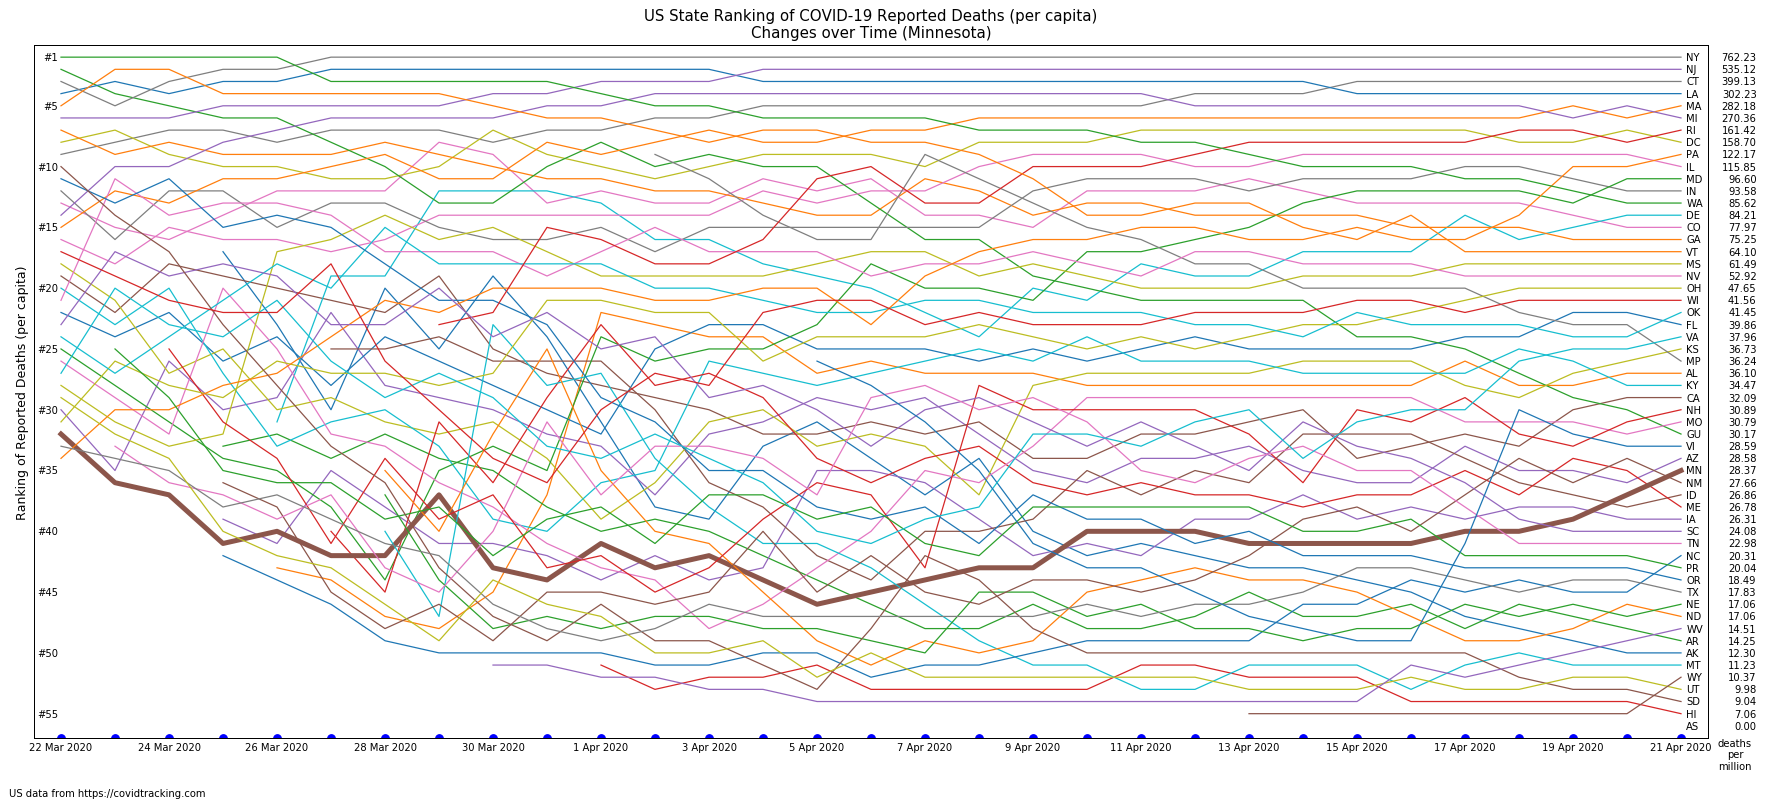 US State Ranking of COVID-19 Reported Deaths (per capita)
Changes over Time (Minnesota)
Ranking of Reported Deaths (per capita)
#1
#5
#10
#15
#20
#25
#30
#35
#40
#45
#50
#55
NY 762.23
NJ 535.12
CT 399.13
LA 302.23
MA 282.18
MI 270.36
RI 161.42
DC 158.70
PA 122.17
IL 115.85
MD 96.60
IN 93.58
WA 85.62
DE 84.21
CO 77.97
GA 75.25
VT 64.10
MS 61.49
NV 52.92
OH 47.65
WI 41.56
OK 41.45
FL 39.86
VA 37.96
KS 36.73
MP 36.24
AL 36.10
KY 34.47
CA 32.09
NH 30.89
MO 30.79
GU 30.17
VI 28.59
AZ 28.58
MN 28.37
NM 27.66
ID 26.86
ME 26.78
IA 26.31
SC 24.08
TN 22.98
NC 20.31
PR 20.04
OR 18.49
TX 17.83
NE 17.06
ND 17.06
WV 14.51
AR 14.25
AK 12.30
MT 11.23
WY 10.37
UT 9.98
SD 9.04
HI 7.06
AS 0.00
22 Mar 2020 24 Mar 2020 26 Mar 2020 28 Mar 2020 30 Mar 2020 1 Apr 2020 3 Apr 2020 5 Apr 2020 7 Apr 2020 9 Apr 2020 11 Apr 2020 13 Apr 2020 15 Apr 2020 17 Apr 2020 19 Apr 2020 21 Apr 2020
deaths
per
million
US data from https://covidtracking.com